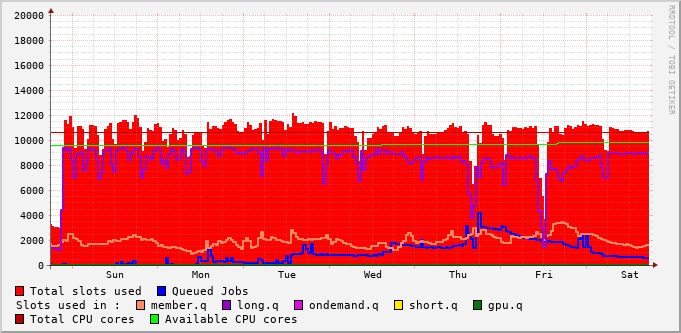 20000
18000
16000
14000
12000
10000
8000
6000
4000
2000
0
Sun Mon Tue Wed Thu Fri Sat
Total slots used Queued Jobs
Slots used in : member.q long.q ondemand.q short.q gpu.q
Total CPU cores Available CPU cores
RRDTOOL / TOBI OETIKER